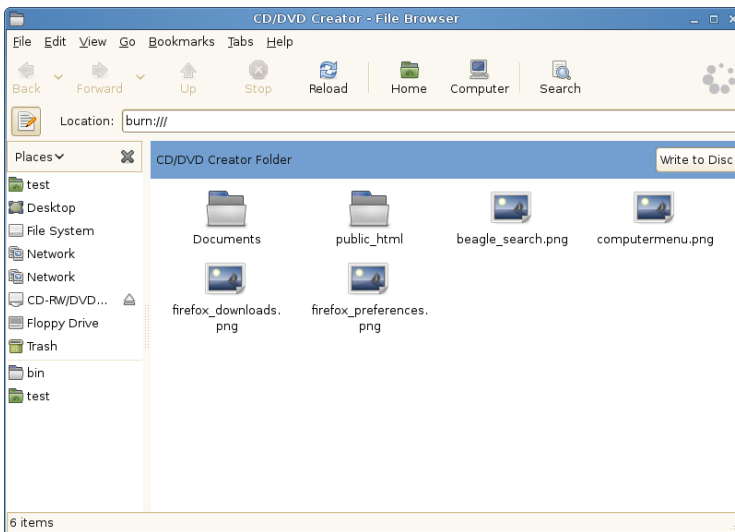 CD/DVD Creator - File Browser
File Edit View Go Bookmarks Tabs Help
Back Forward Up Stop Reload Home Computer Search
Location: burn:///
Places
CD/DVD Creator Folder
Write to Disc
test
Desktop
File System
Network
Network
CD-RW/DVD...
Floppy Drive
Trash
bin
test
Documents
public_html
beagle_search.png
computermenu.png
firefox_downloads.
png
firefox_preferences.
png
6 items